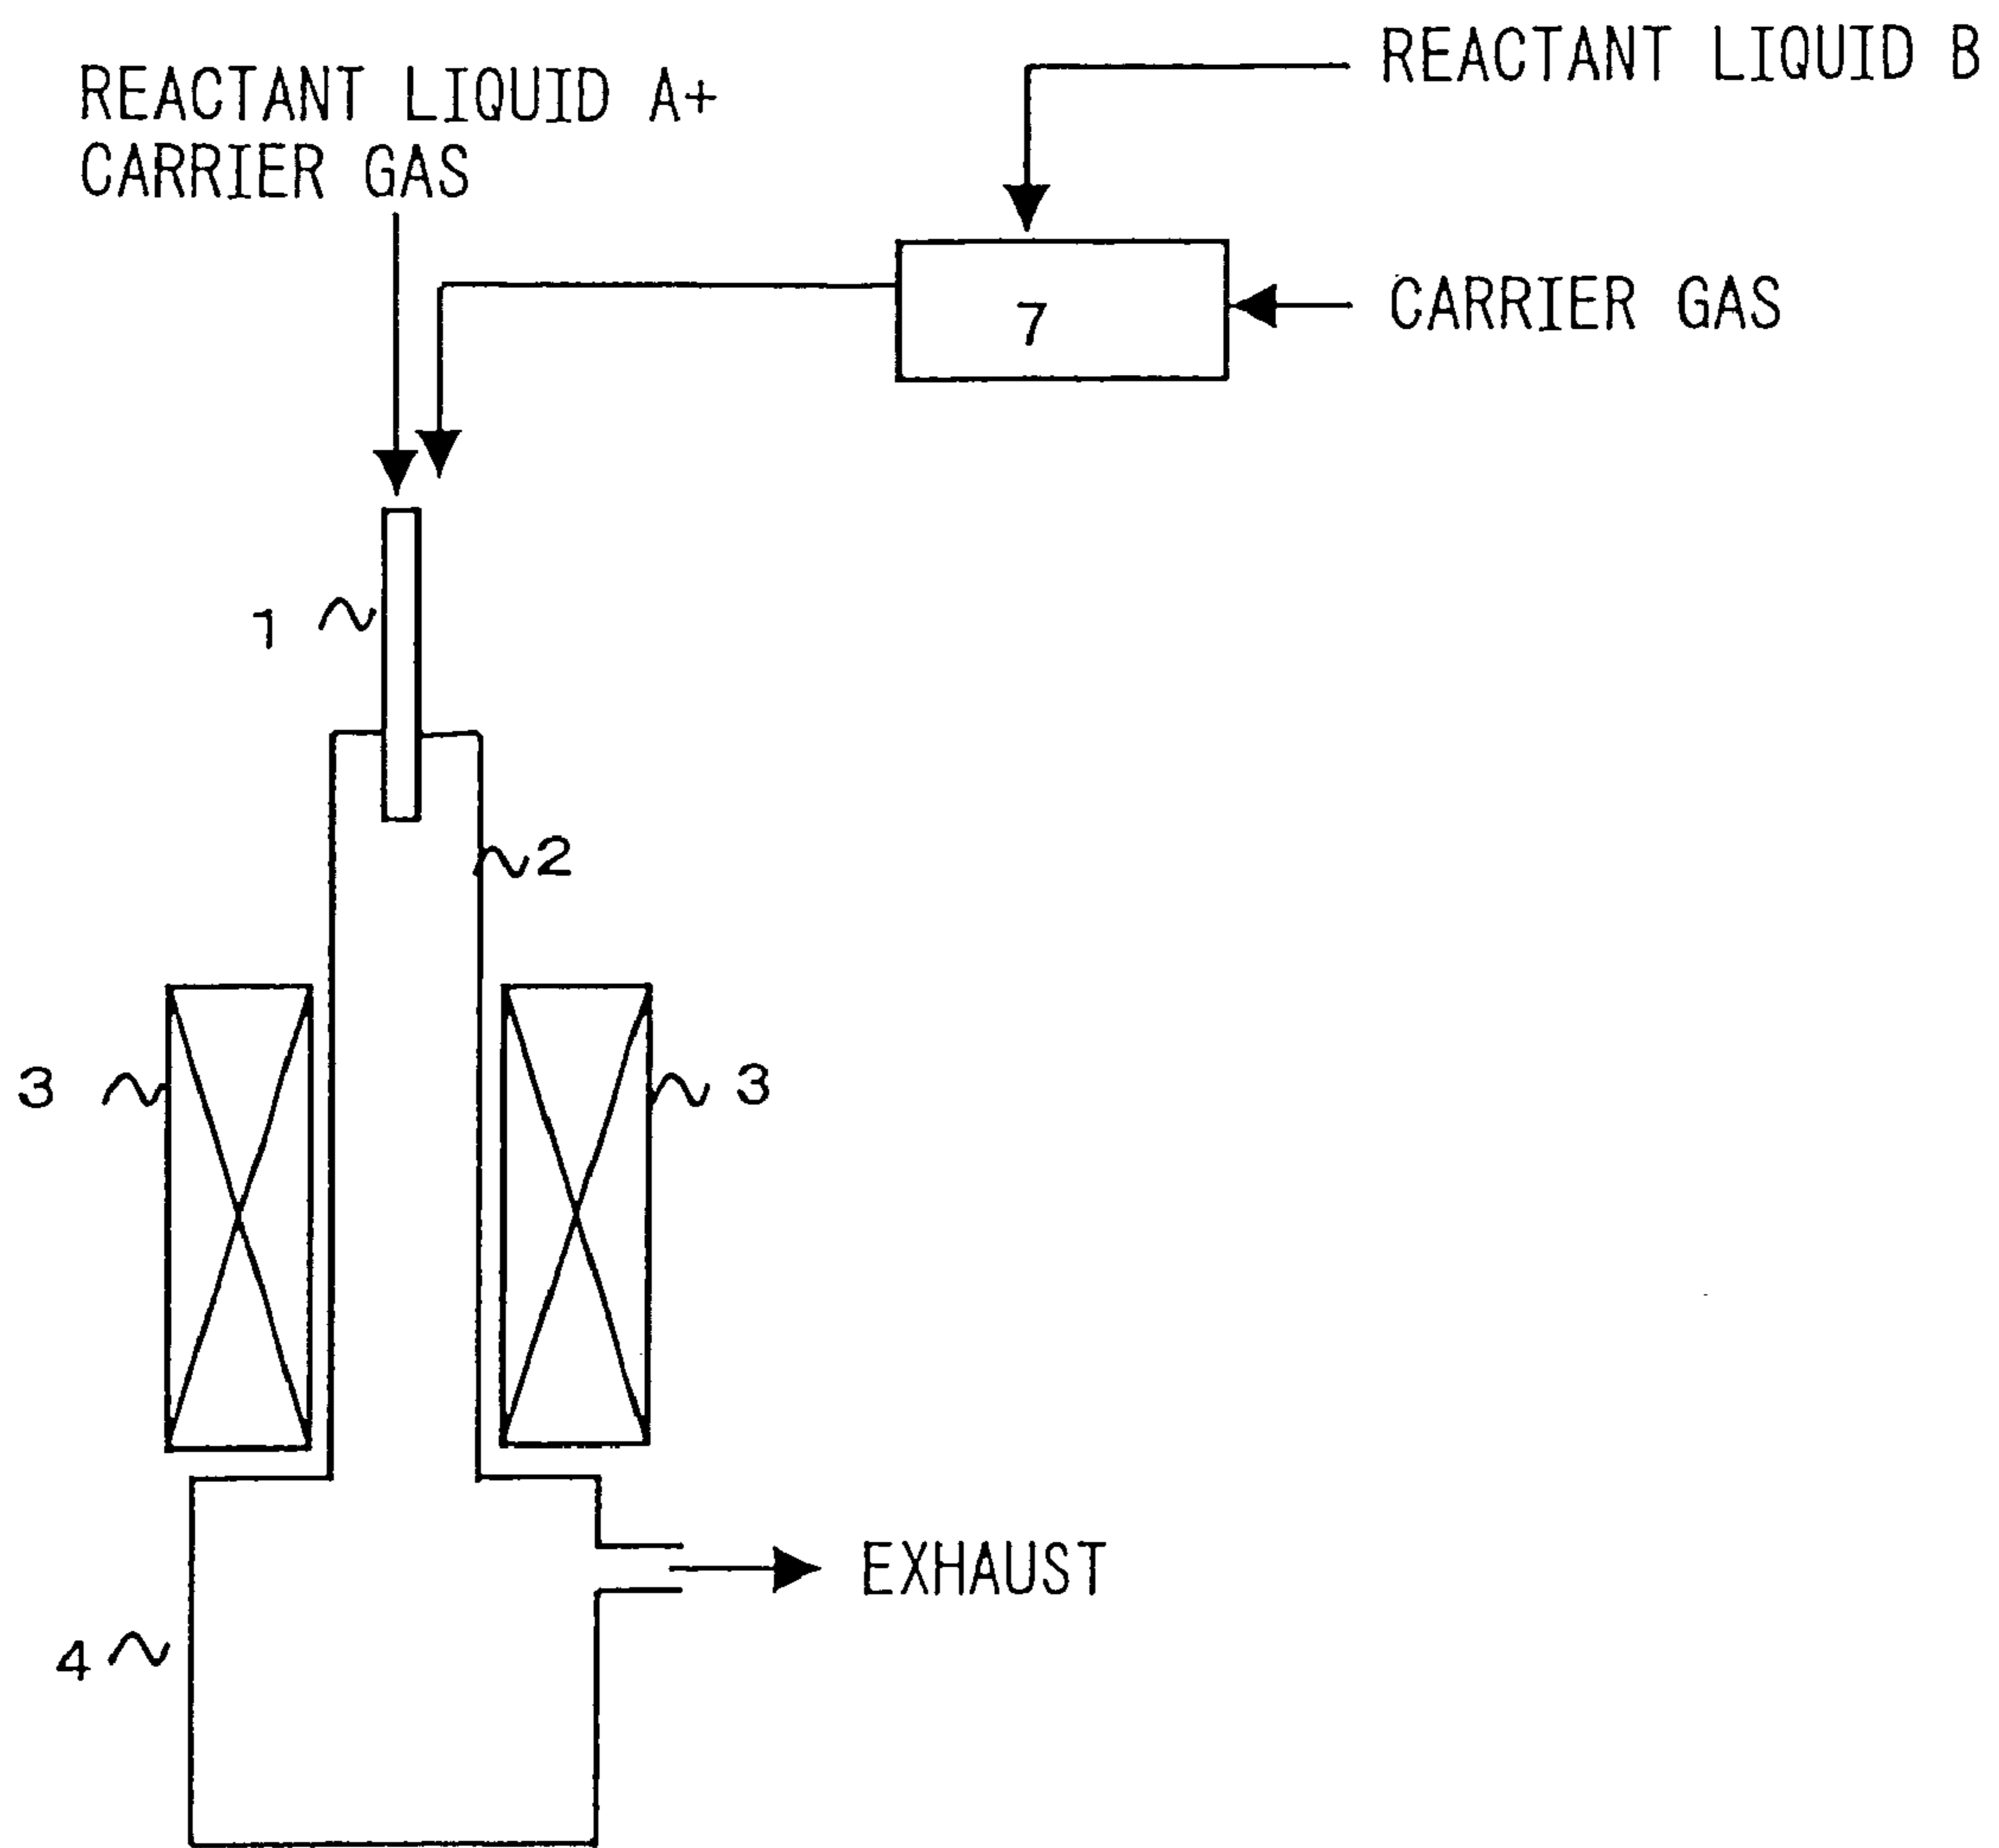 REACTANT LIQUID B
REACTANT LIQUID A+
CARRIER GAS
CARRIER GAS
7
1
2
3
3
EXHAUST
4